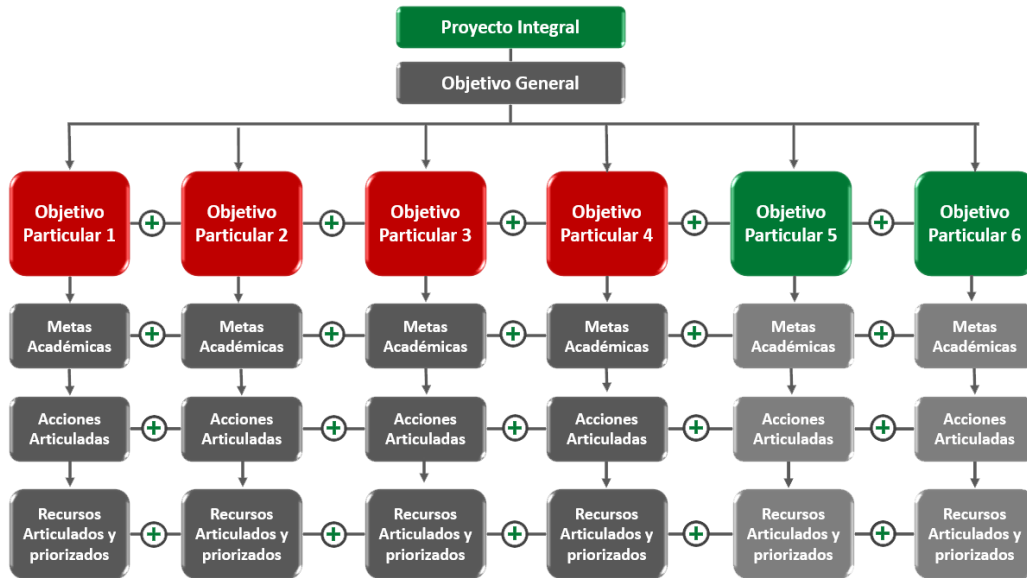 Proyecto Integral
Objetivo General
Objetivo
Particular 1
Objetivo
Particular 2
Objetivo
Particular 3
Objetivo
Particular 4
Objetivo
Particular 5
Objetivo
Particular 6
Metas
Académicas
Metas
Académicas
Metas
Académicas
Metas
Académicas
Metas
Académicas
Metas
Académicas
Acciones
Articuladas
Acciones
Articuladas
Acciones
Articuladas
Acciones
Articuladas
Acciones
Articuladas
Acciones
Articuladas
Recursos
Articulados y
priorizados
Recursos
Articulados y
priorizados
Recursos
Articulados y
priorizados
Recursos
Articulados y
priorizados
Recursos
Articulados y
priorizados
Recursos
Articulados y
priorizados